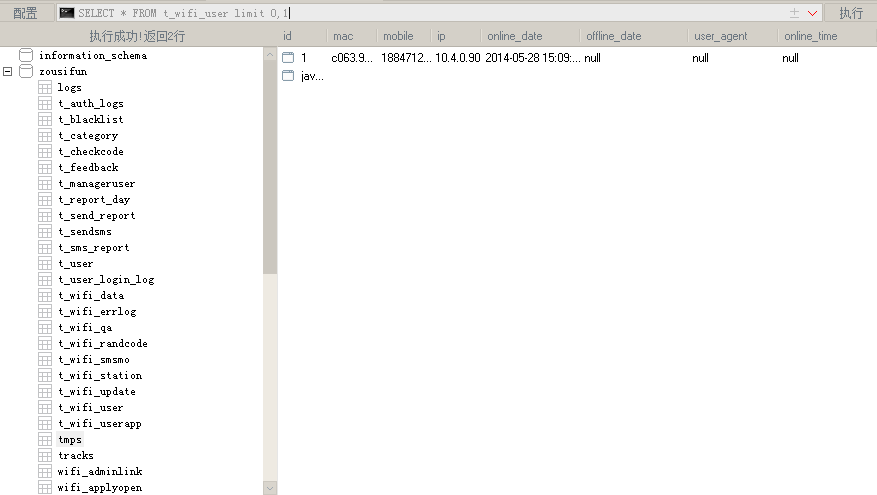 配置 SELECT * FROM t_wifi_user limit 0,1 执行
执行成功!返回2行
id mac mobile ip online_date offline_date user_agent online_time
1 c063.9... 1884712... 10.4.0.90 2014-05-28 15:09:... null null null
jav...
information_schema
zousifun
logs
t_auth_logs
t_blacklist
t_category
t_checkcode
t_feedback
t_manageruser
t_report_day
t_send_report
t_sendsms
t_sms_report
t_user
t_user_login_log
t_wifi_data
t_wifi_errlog
t_wifi_qa
t_wifi_randcode
t_wifi_smsmo
t_wifi_station
t_wifi_update
t_wifi_user
t_wifi_userapp
tmps
tracks
wifi_adminlink
wifi_applyopen